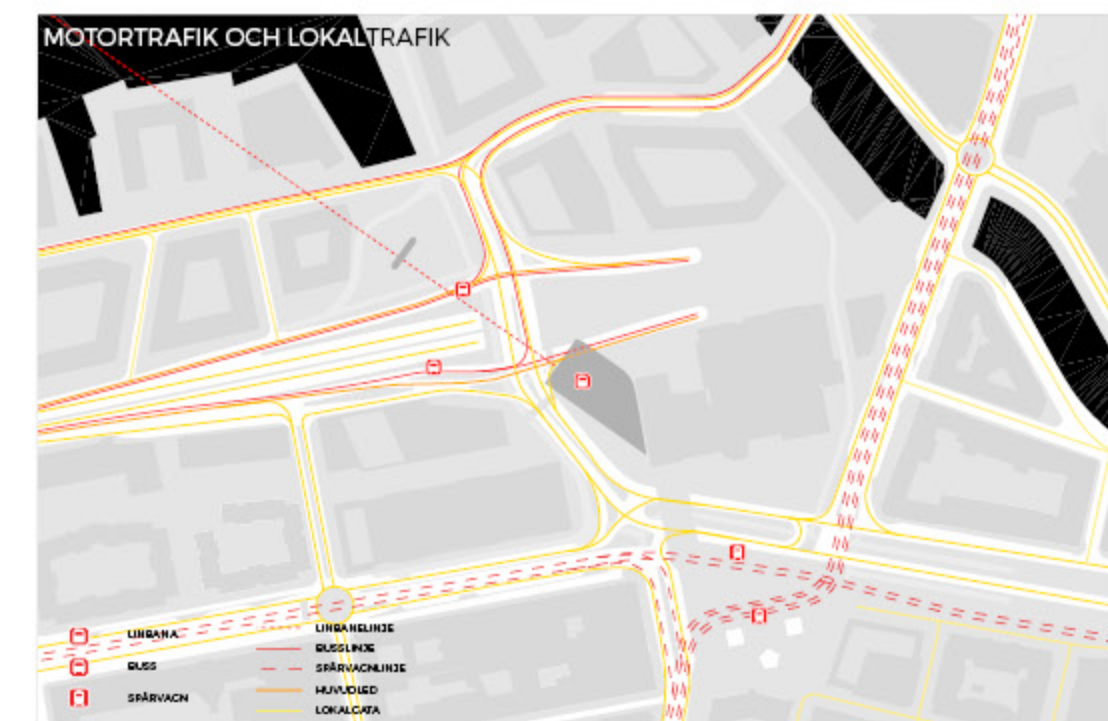 MOTORTRAFIK OCH LOKALTRAFIK
LINBANA
BUSS
SPÅRVAGN
LINBANELINJE
BUSSLINJE
SPÅRVAGNLINJE
HUVUDLED
LOKALGATA